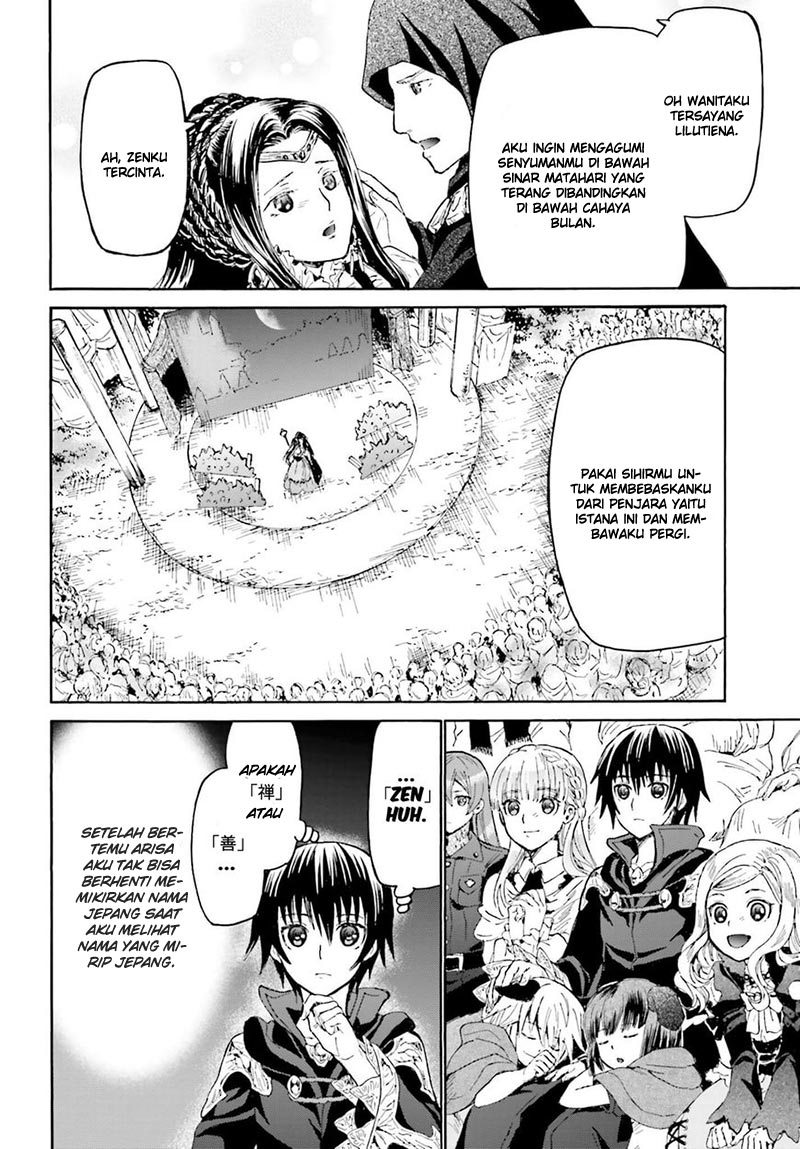 OH WANITAKU
TERSAYANG
LILUTIENA.
AKU INGIN MENGAGUMI
SENYUMANMU DI BAWAH
SINAR MATAHARI YANG
TERANG DIBANDINGKAN
DI BAWAH CAHAYA
BULAN.
AH, ZENKU
TERCINTA.
PAKAI SIHIRMU UN-
TUK MEMBEBASKANKU
DARI PENJARA YAITU
ISTANA INI DAN MEM-
BAWAKU PERGI.
...
「ZEN」
HUH.
APAKAH
「禅」
ATAU
「善」
...
SETELAH BER-
TEMU ARISA
AKU TAK BISA
BERHENTI ME-
MIKIRKAN NAMA
JEPANG SAAT
AKU MELIHAT
NAMA YANG MI-
RIP JEPANG.